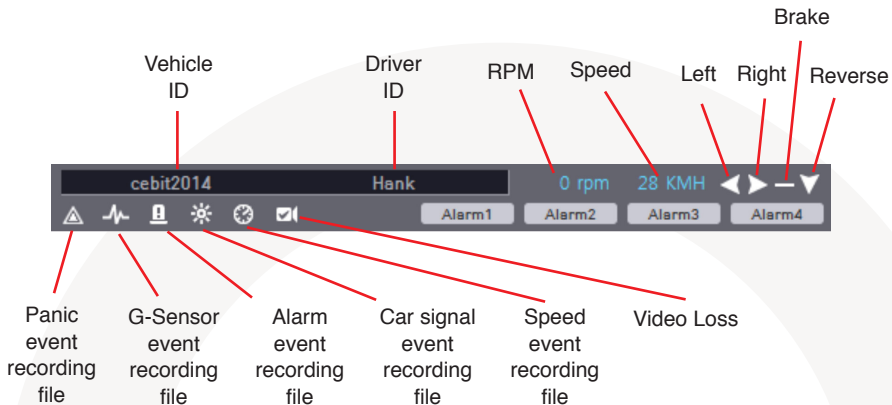 Brake
Vehicle
ID
Driver
ID
RPM
Speed
Left
Right
Reverse
cebit2014
Hank
0 rpm
28 KMH
Alarm1
Alarm2
Alarm3
Alarm4
Panic
event
recording
file
G-Sensor
event
recording
file
Alarm
event
recording
file
Car signal
event
recording
file
Speed
event
recording
file
Video Loss